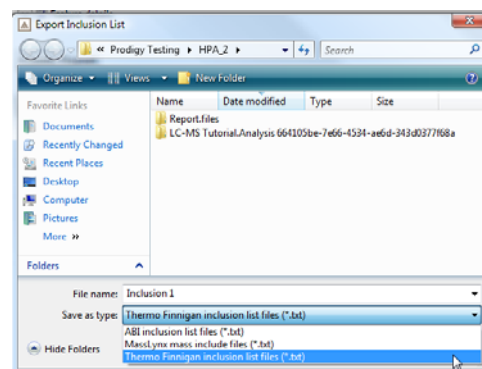 Export Inclusion List
« Prodigy Testing HPA_2 Search
Organize Views New Folder
Favorite Links
Documents
Recently Changed
Recent Places
Desktop
Computer
Pictures
More »
Folders
Name Date modified Type Size
Report.files
LC-MS Tutorial.Analysis 664105be-7e66-4534-ae6d-343d0377f68a
File name: Inclusion 1
Save as type: Thermo Finnigan inclusion list files (*.txt)
ABI inclusion list files (*.txt)
MassLynx mass include files (*.txt)
Thermo Finnigan inclusion list files (*.txt)
Hide Folders